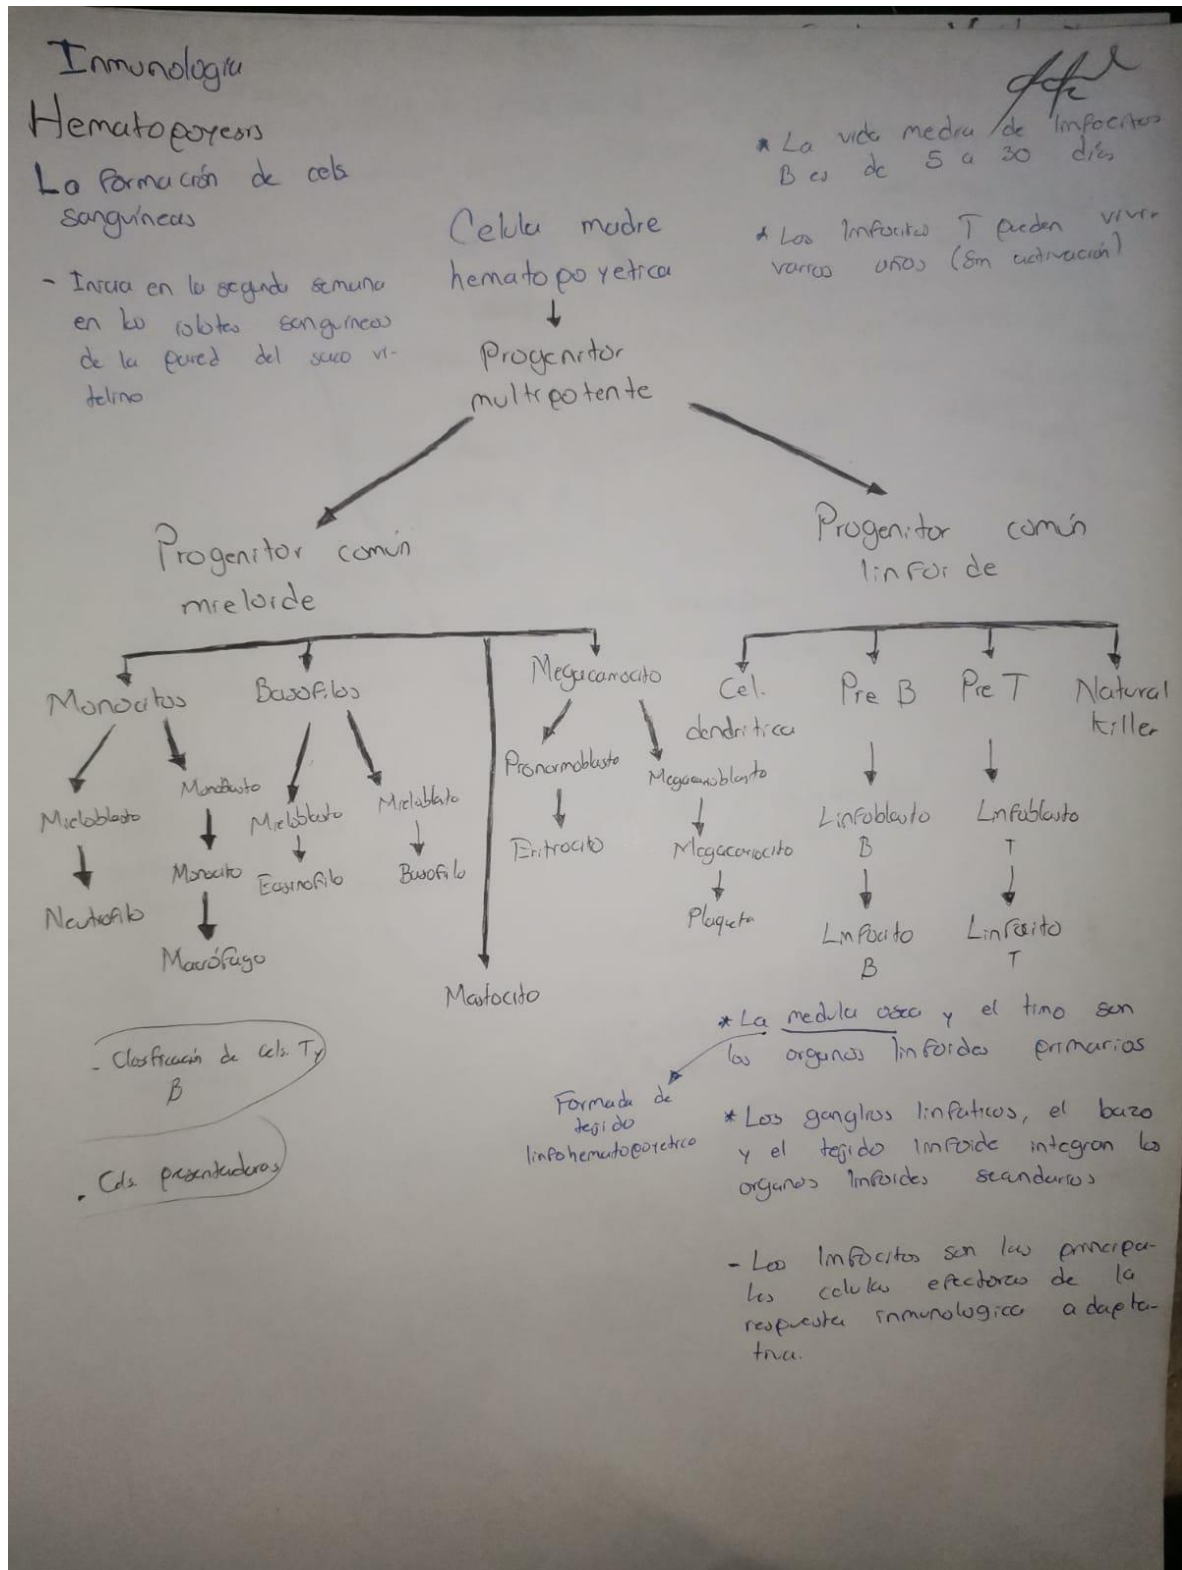 Inmunología
Hematopoyesis
La formación de cels
sanguíneas
- Inicia en la segunda semana
en los islotes sanguíneos
de la pared del saco vi-
telino
* La vida media de linfocitos
B es de 5 a 30 días
* Los linfocitos T pueden vivir
varios años (sin activación)
Celula madre
hematopoyetica
Progenitor
multipotente
Progenitor común
mieloide
Progenitor común
linfoide
Monocitos
Basofilos
Megacariocito
Cel.
dendritica
Pre B
Pre T
Natural
killer
Mieloblasto
Neutrofilo
Monoblasto
Monocito
Macrófago
Mieloblasto
Eosinofilo
Mieloblasto
Basofilo
Mastocito
Pronormoblasto
Eritrocito
Megacarioblasto
Megacariocito
Plaqueta
Linfoblasto
B
Linfocito
B
Linfoblasto
T
Linfocito
T
- Clasificación de cels. T y
B
. Cels. presentadoras
* La medula osea y el timo son
los organos linfoides primarios
Formada de
tejido
linfohematopoyetico
* Los ganglios linfaticos, el bazo
y el tejido linfoide integran los
organos linfoides secundarios
- Los linfocitos son las principa-
les celulas efectoras de la
respuesta inmunologica adapta-
tiva.